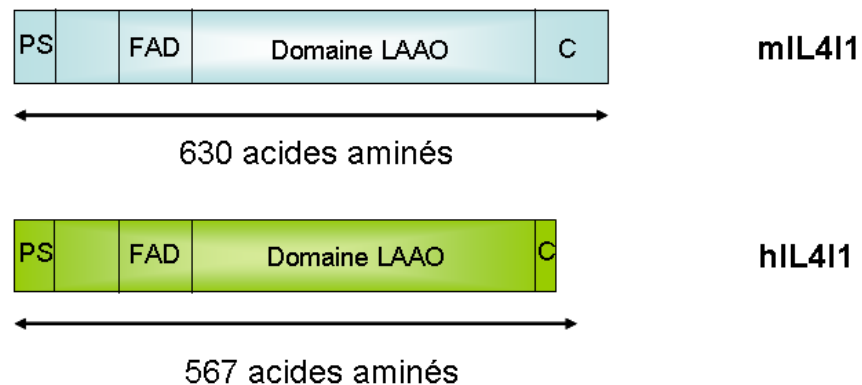 PS FAD Domaine LAAO C mIL4I1
630 acides aminés
PS FAD Domaine LAAO C hIL4I1
567 acides aminés